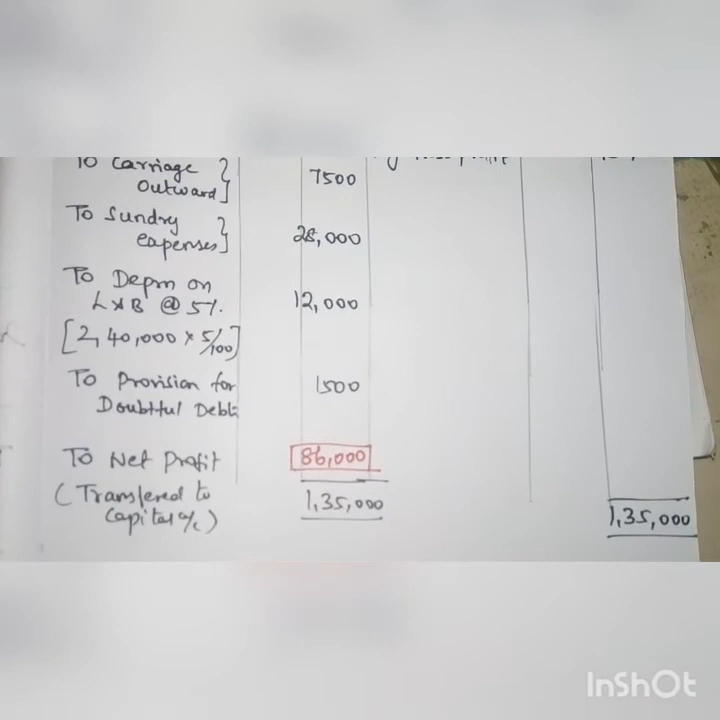 To Carriage } 7500
Outward]
To Sundry }
expenses] 28,000
To Depm on
L&B @ 5%. 12,000
[2,40,000 × 5/100]
To Provision for 1500
Doubtful Debts
To Net Profit 86,000
(Transfered to 1,35,000 1,35,000
Capital a/c)
InShOt